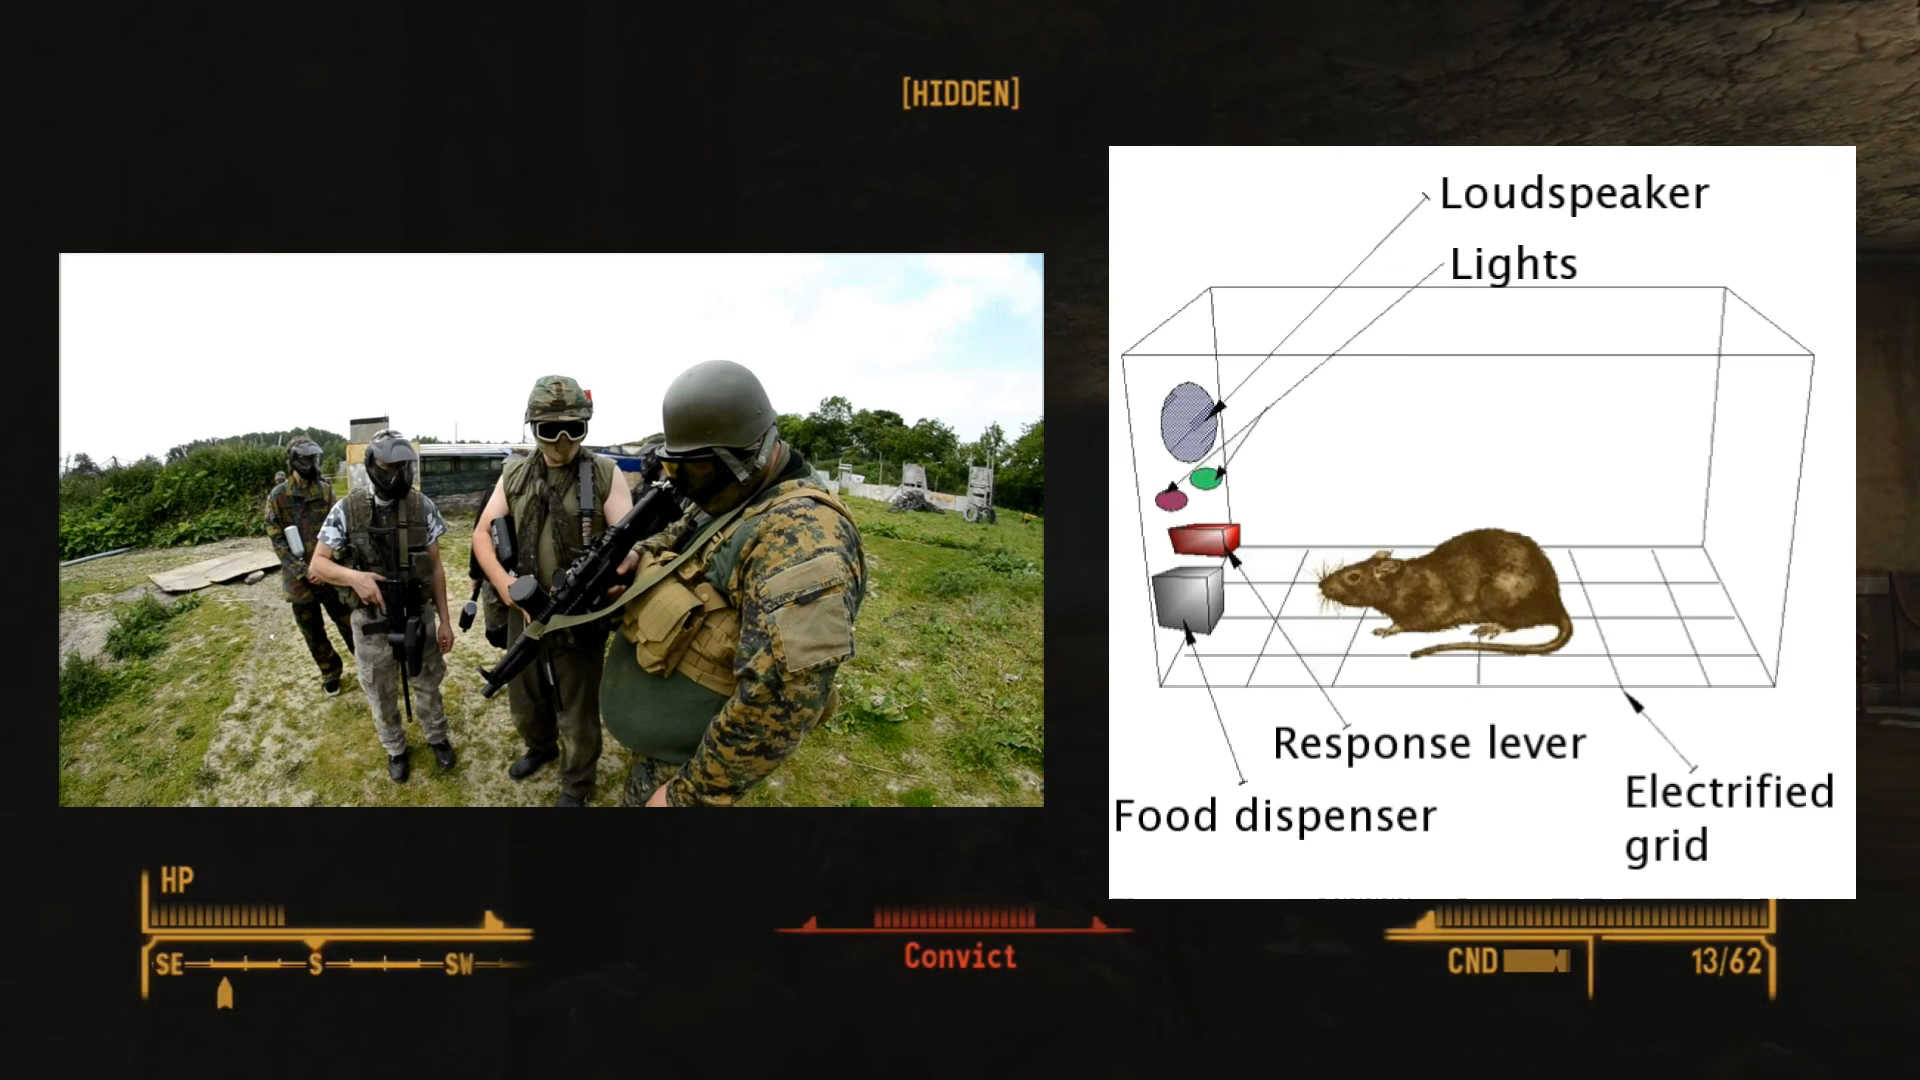 [HIDDEN]
Loudspeaker
Lights
Response lever
Food dispenser
Electrified
grid
HP
SE S SW
Convict
CND 13/62